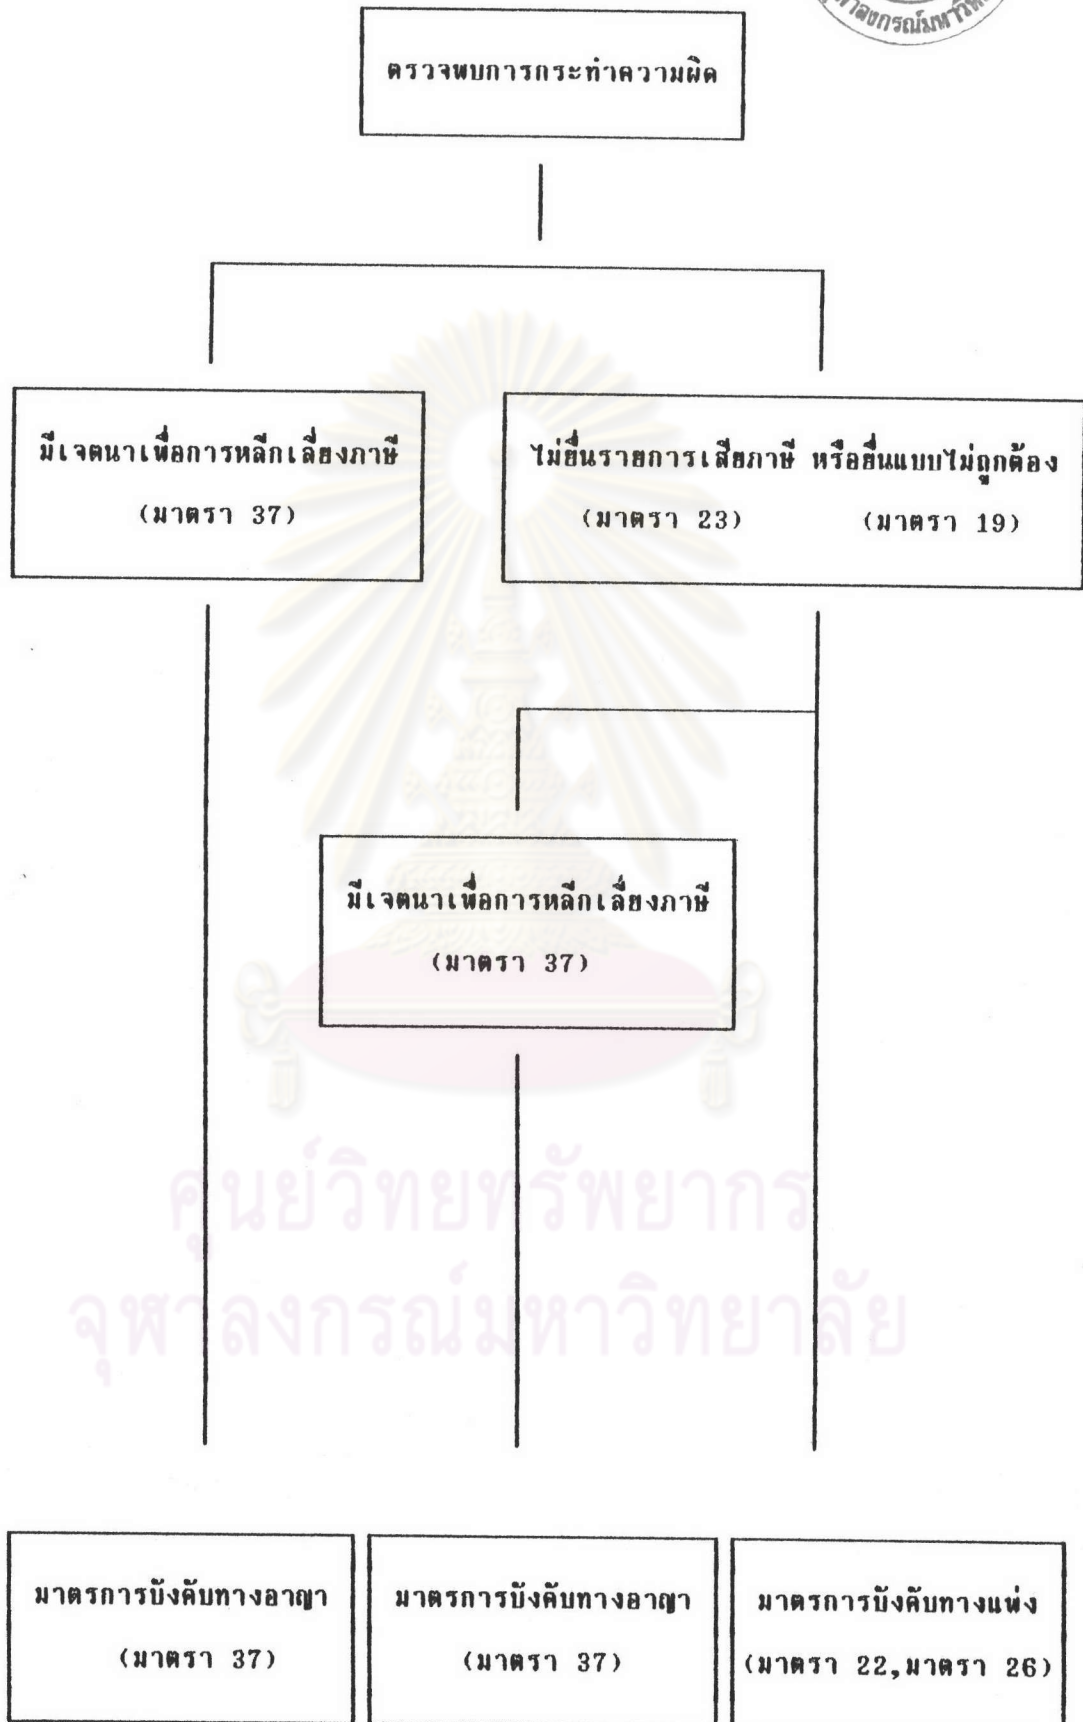 ตรวจพบการกระทำความผิด
มีเจตนาเพื่อการหลีกเลี่ยงภาษี
(มาตรา 37)
ไม่ยื่นรายการเสียภาษี หรือยื่นแบบไม่ถูกต้อง
(มาตรา 23) (มาตรา 19)
มีเจตนาเพื่อการหลีกเลี่ยงภาษี
(มาตรา 37)
ศูนย์วิทยทรัพยากร
จุฬาลงกรณ์มหาวิทยาลัย
มาตรการบังคับทางอาญา
(มาตรา 37)
มาตรการบังคับทางอาญา
(มาตรา 37)
มาตรการบังคับทางแพ่ง
(มาตรา 22,มาตรา 26)